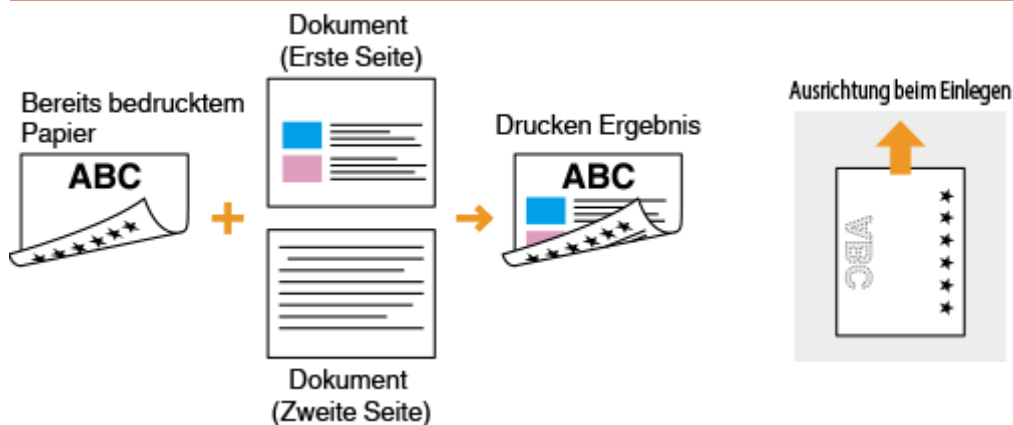 Dokument
(Erste Seite)
Bereits bedrucktem
Papier
ABC
Drucken Ergebnis
ABC
Ausrichtung beim Einlegen
ABC
Dokument
(Zweite Seite)